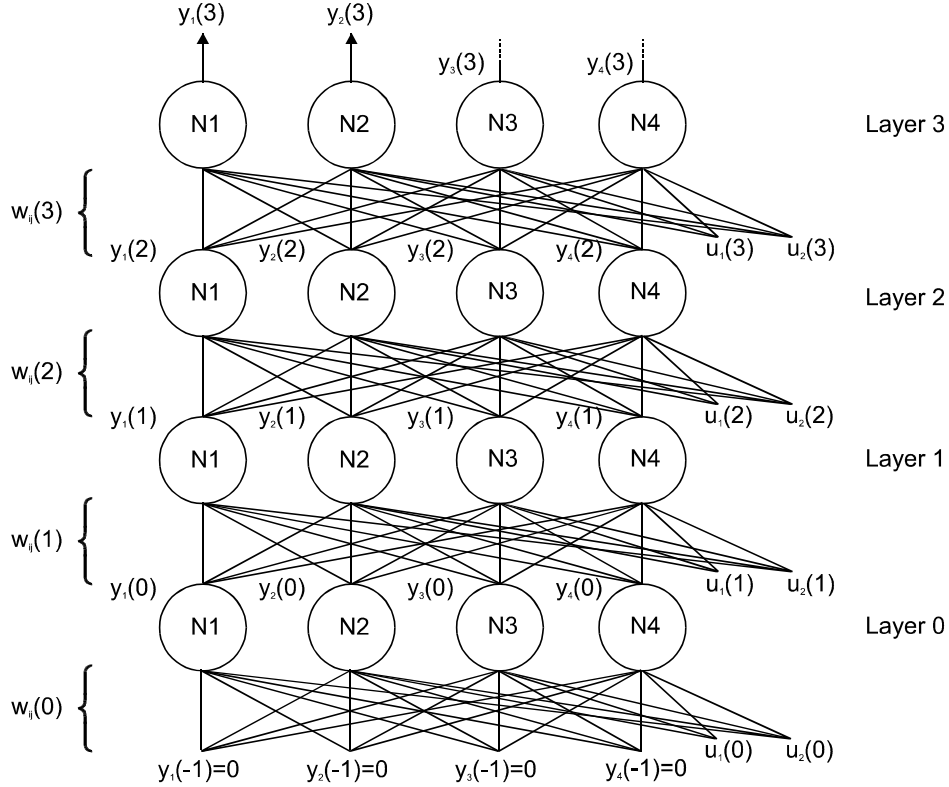 y₁(3) y₂(3)
y₃(3) y₄(3)
N1 N2 N3 N4 Layer 3
wᵢⱼ(3)
y₁(2) y₂(2) y₃(2) y₄(2) u₁(3) u₂(3)
N1 N2 N3 N4 Layer 2
wᵢⱼ(2)
y₁(1) y₂(1) y₃(1) y₄(1) u₁(2) u₂(2)
N1 N2 N3 N4 Layer 1
wᵢⱼ(1)
y₁(0) y₂(0) y₃(0) y₄(0) u₁(1) u₂(1)
N1 N2 N3 N4 Layer 0
wᵢⱼ(0)
u₁(0) u₂(0)
y₁(-1)=0 y₂(-1)=0 y₃(-1)=0 y₄(-1)=0